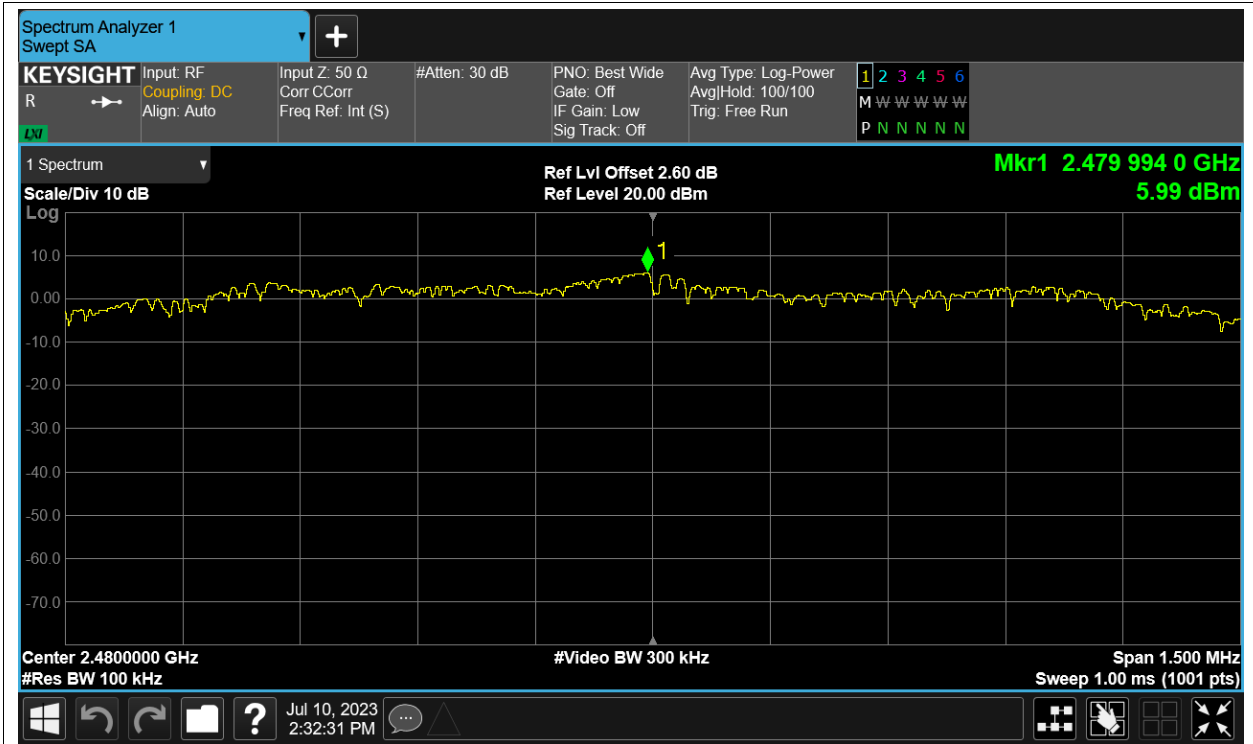 Spectrum Analyzer 1
Swept SA
KEYSIGHT
R
LXI
Input: RF
Coupling: DC
Align: Auto
Input Z: 50 Ω
Corr CCorr
Freq Ref: Int (S)
#Atten: 30 dB
PNO: Best Wide
Gate: Off
IF Gain: Low
Sig Track: Off
Avg Type: Log-Power
Avg|Hold: 100/100
Trig: Free Run
1 2 3 4 5 6
M W W W W W
P N N N N N
1 Spectrum
Scale/Div 10 dB
Log
Ref Lvl Offset 2.60 dB
Ref Level 20.00 dBm
Mkr1 2.479 994 0 GHz
5.99 dBm
1
10.0
0.00
-10.0
-20.0
-30.0
-40.0
-50.0
-60.0
-70.0
Center 2.4800000 GHz
#Res BW 100 kHz
#Video BW 300 kHz
Span 1.500 MHz
Sweep 1.00 ms (1001 pts)
?
Jul 10, 2023
2:32:31 PM